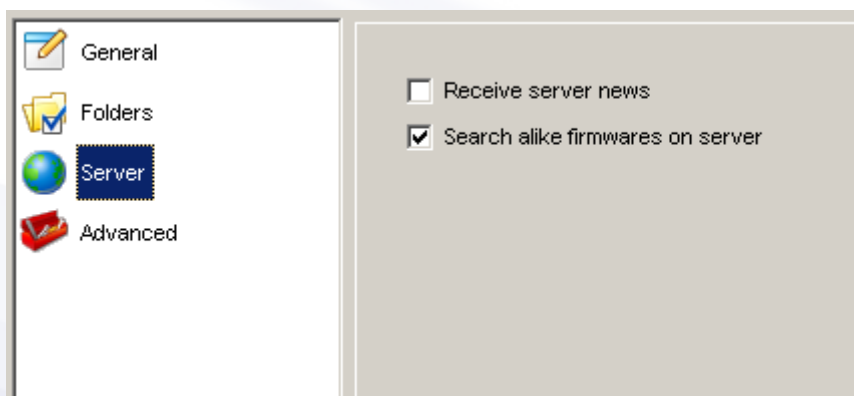 General
Folders
Server
Advanced
Receive server news
Search alike firmwares on server